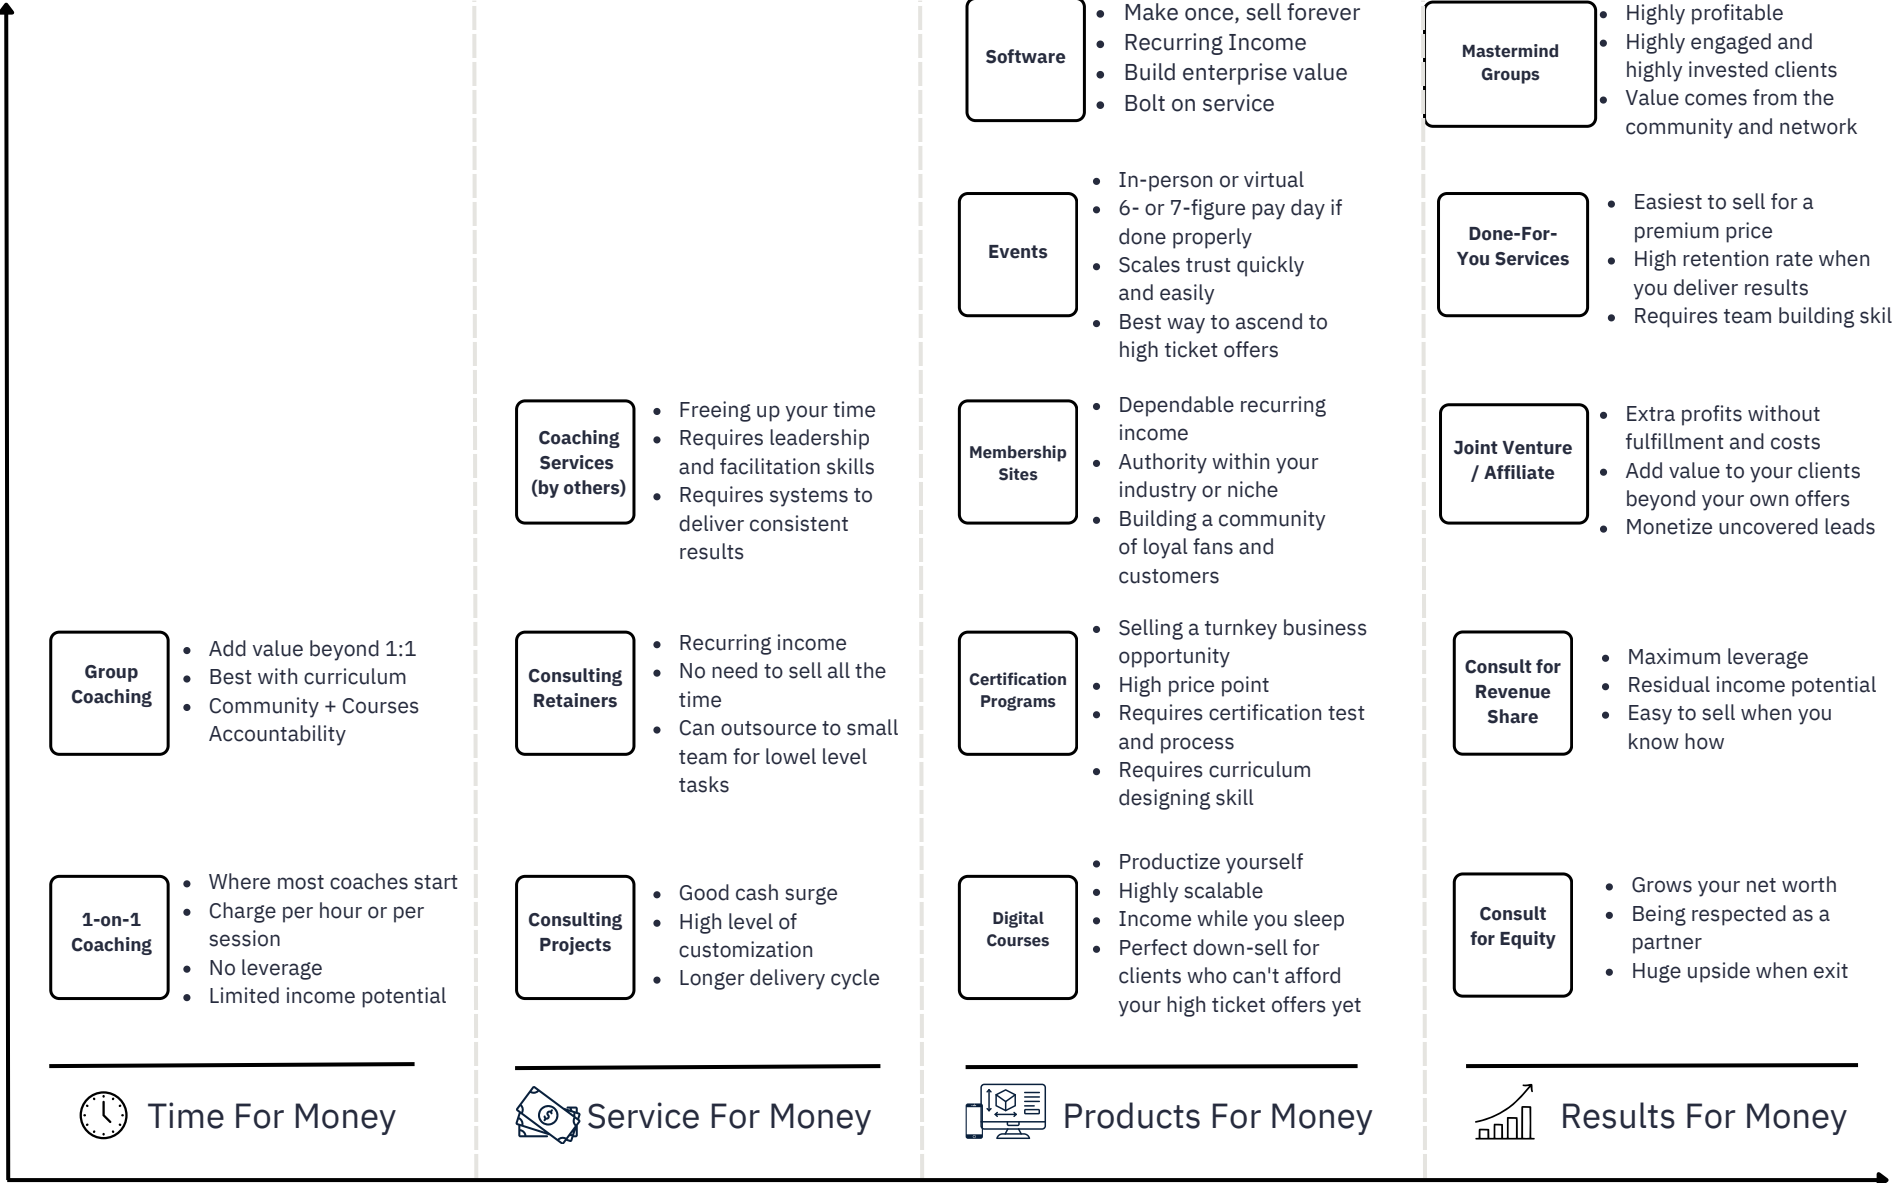 Software
• Make once, sell forever
• Recurring Income
• Build enterprise value
• Bolt on service
Mastermind
Groups
• Highly profitable
• Highly engaged and
highly invested clients
• Value comes from the
community and network
Events
• In-person or virtual
• 6- or 7-figure pay day if
done properly
• Scales trust quickly
and easily
• Best way to ascend to
high ticket offers
Done-For-
You Services
• Easiest to sell for a
premium price
• High retention rate when
you deliver results
• Requires team building skil
Coaching
Services
(by others)
• Freeing up your time
• Requires leadership
and facilitation skills
• Requires systems to
deliver consistent
results
Membership
Sites
• Dependable recurring
income
• Authority within your
industry or niche
• Building a community
of loyal fans and
customers
Joint Venture
/ Affiliate
• Extra profits without
fulfillment and costs
• Add value to your clients
beyond your own offers
• Monetize uncovered leads
Group
Coaching
• Add value beyond 1:1
• Best with curriculum
• Community + Courses
Accountability
Consulting
Retainers
• Recurring income
• No need to sell all the
time
• Can outsource to small
team for lowel level
tasks
Certification
Programs
• Selling a turnkey business
opportunity
• High price point
• Requires certification test
and process
• Requires curriculum
designing skill
Consult for
Revenue
Share
• Maximum leverage
• Residual income potential
• Easy to sell when you
know how
1-on-1
Coaching
• Where most coaches start
• Charge per hour or per
session
• No leverage
• Limited income potential
Consulting
Projects
• Good cash surge
• High level of
customization
• Longer delivery cycle
Digital
Courses
• Productize yourself
• Highly scalable
• Income while you sleep
• Perfect down-sell for
clients who can't afford
your high ticket offers yet
Consult
for Equity
• Grows your net worth
• Being respected as a
partner
• Huge upside when exit
Time For Money
Service For Money
Products For Money
Results For Money